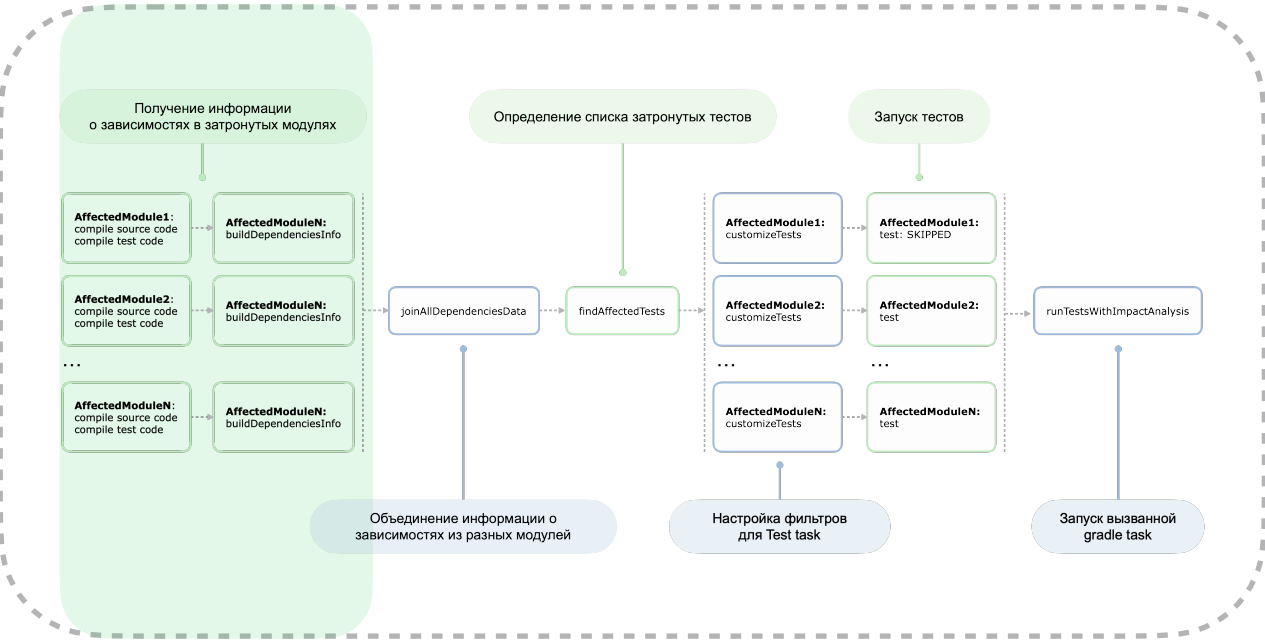 Получение информации
о зависимостях в затронутых модулях
Определение списка затронутых тестов
Запуск тестов
AffectedModule1:
compile source code
compile test code
AffectedModuleN:
buildDependenciesInfo
AffectedModule2:
compile source code
compile test code
AffectedModuleN:
buildDependenciesInfo
...
AffectedModuleN:
compile source code
compile test code
AffectedModuleN:
buildDependenciesInfo
joinAllDependenciesData
findAffectedTests
AffectedModule1:
customizeTests
AffectedModule1:
test: SKIPPED
AffectedModule2:
customizeTests
AffectedModule2:
test
...
...
AffectedModuleN:
customizeTests
AffectedModuleN:
test
runTestsWithImpactAnalysis
Объединение информации о
зависимостях из разных модулей
Настройка фильтров
для Test task
Запуск вызванной
gradle task